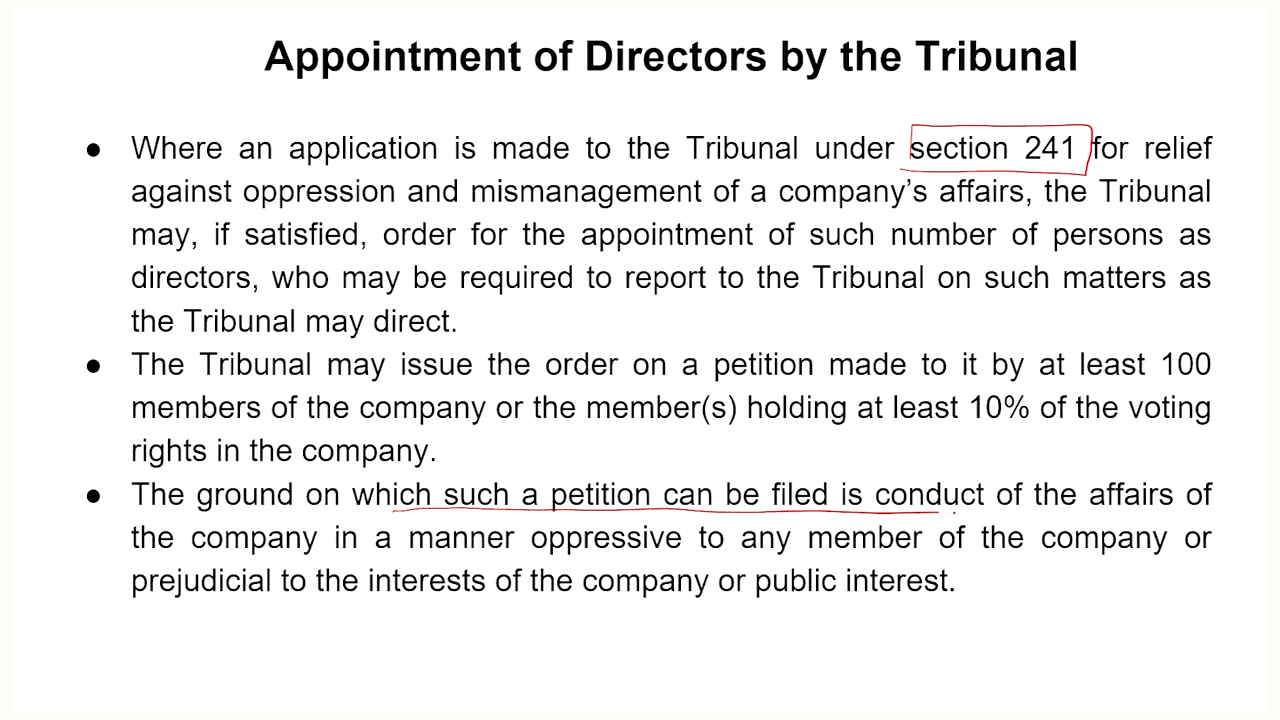 Appointment of Directors by the Tribunal
● Where an application is made to the Tribunal under section 241 for relief
against oppression and mismanagement of a company’s affairs, the Tribunal
may, if satisfied, order for the appointment of such number of persons as
directors, who may be required to report to the Tribunal on such matters as
the Tribunal may direct.
● The Tribunal may issue the order on a petition made to it by at least 100
members of the company or the member(s) holding at least 10% of the voting
rights in the company.
● The ground on which such a petition can be filed is conduct of the affairs of
the company in a manner oppressive to any member of the company or
prejudicial to the interests of the company or public interest.